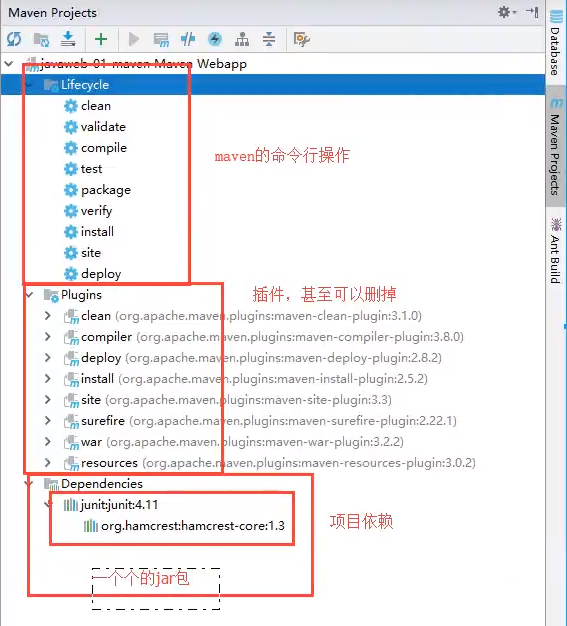 Maven Projects
javaweb-01-maven Maven Webapp
Lifecycle
clean
validate
compile
maven的命令行操作
test
package
verify
install
site
deploy
Plugins
插件，甚至可以删掉
clean (org.apache.maven.plugins:maven-clean-plugin:3.1.0)
compiler (org.apache.maven.plugins:maven-compiler-plugin:3.8.0)
deploy (org.apache.maven.plugins:maven-deploy-plugin:2.8.2)
install (org.apache.maven.plugins:maven-install-plugin:2.5.2)
site (org.apache.maven.plugins:maven-site-plugin:3.3)
surefire (org.apache.maven.plugins:maven-surefire-plugin:2.22.1)
war (org.apache.maven.plugins:maven-war-plugin:3.2.2)
resources (org.apache.maven.plugins:maven-resources-plugin:3.0.2)
Dependencies
junit:junit:4.11
org.hamcrest:hamcrest-core:1.3
项目依赖
一个个的jar包
Database
Maven Projects
Ant Build